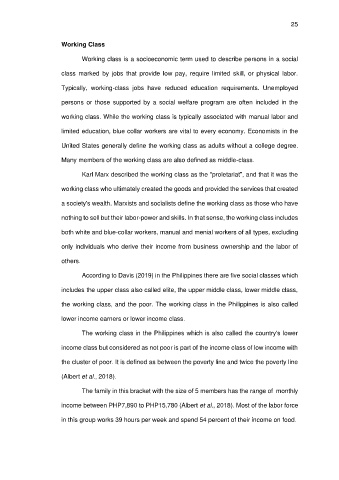 25
Working Class
Working class is a socioeconomic term used to describe persons in a social
class marked by jobs that provide low pay, require limited skill, or physical labor.
Typically, working-class jobs have reduced education requirements. Unemployed
persons or those supported by a social welfare program are often included in the
working class. While the working class is typically associated with manual labor and
limited education, blue collar workers are vital to every economy. Economists in the
United States generally define the working class as adults without a college degree.
Many members of the working class are also defined as middle-class.
Karl Marx described the working class as the "proletariat", and that it was the
working class who ultimately created the goods and provided the services that created
a society's wealth. Marxists and socialists define the working class as those who have
nothing to sell but their labor-power and skills. In that sense, the working class includes
both white and blue-collar workers, manual and menial workers of all types, excluding
only individuals who derive their income from business ownership and the labor of
others.
According to Davis (2019) in the Philippines there are five social classes which
includes the upper class also called elite, the upper middle class, lower middle class,
the working class, and the poor. The working class in the Philippines is also called
lower income earners or lower income class.
The working class in the Philippines which is also called the country's lower
income class but considered as not poor is part of the income class of low income with
the cluster of poor. It is defined as between the poverty line and twice the poverty line
(Albert et al., 2018).
The family in this bracket with the size of 5 members has the range of monthly
income between PHP7,890 to PHP15,780 (Albert et al., 2018). Most of the labor force
in this group works 39 hours per week and spend 54 percent of their income on food.